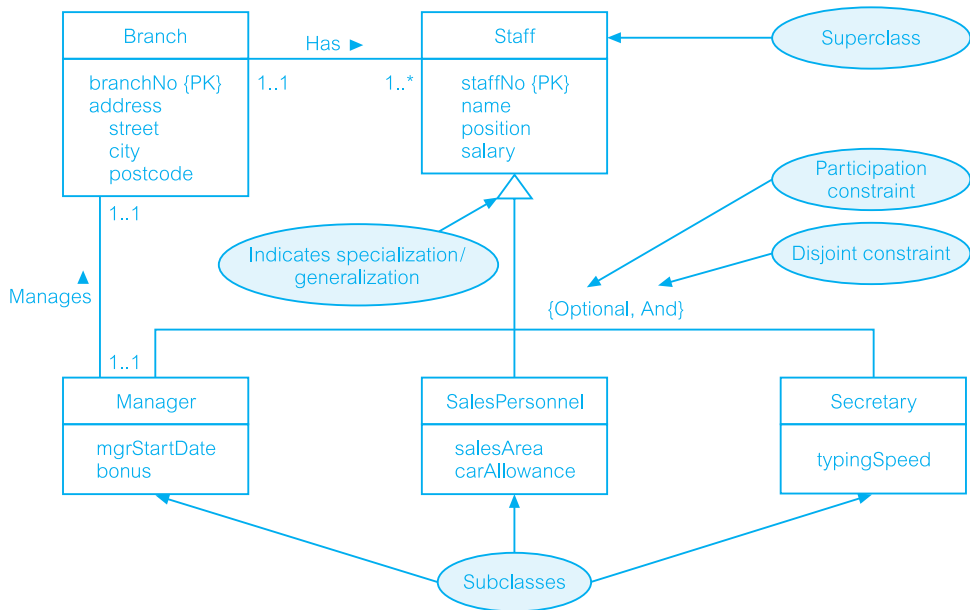 Branch
Has ►
Staff
Superclass
branchNo {PK}
address
street
city
postcode
1..1
1..*
staffNo {PK}
name
position
salary
Participation
constraint
1..1
Indicates specialization/
generalization
Disjoint constraint
Manages ▲
{Optional, And}
1..1
Manager
SalesPersonnel
Secretary
mgrStartDate
bonus
salesArea
carAllowance
typingSpeed
Subclasses